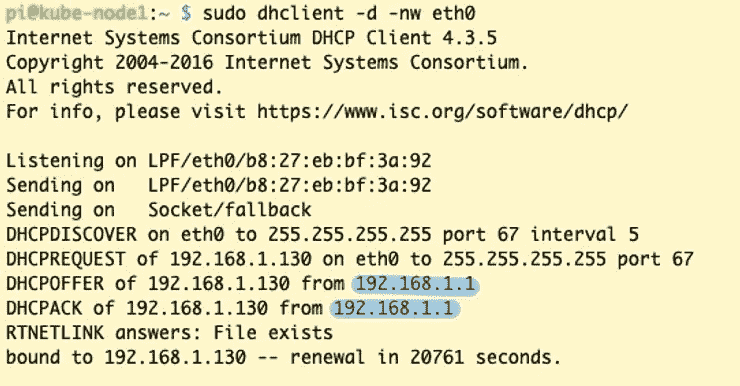 pi@kube-node1:~ $ sudo dhclient -d -nw eth0
Internet Systems Consortium DHCP Client 4.3.5
Copyright 2004-2016 Internet Systems Consortium.
All rights reserved.
For info, please visit https://www.isc.org/software/dhcp/

Listening on LPF/eth0/b8:27:eb:bf:3a:92
Sending on   LPF/eth0/b8:27:eb:bf:3a:92
Sending on   Socket/fallback
DHCPDISCOVER on eth0 to 255.255.255.255 port 67 interval 5
DHCPREQUEST of 192.168.1.130 on eth0 to 255.255.255.255 port 67
DHCPOFFER of 192.168.1.130 from 192.168.1.1
DHCPACK of 192.168.1.130 from 192.168.1.1
RTNETLINK answers: File exists
bound to 192.168.1.130 -- renewal in 20761 seconds.